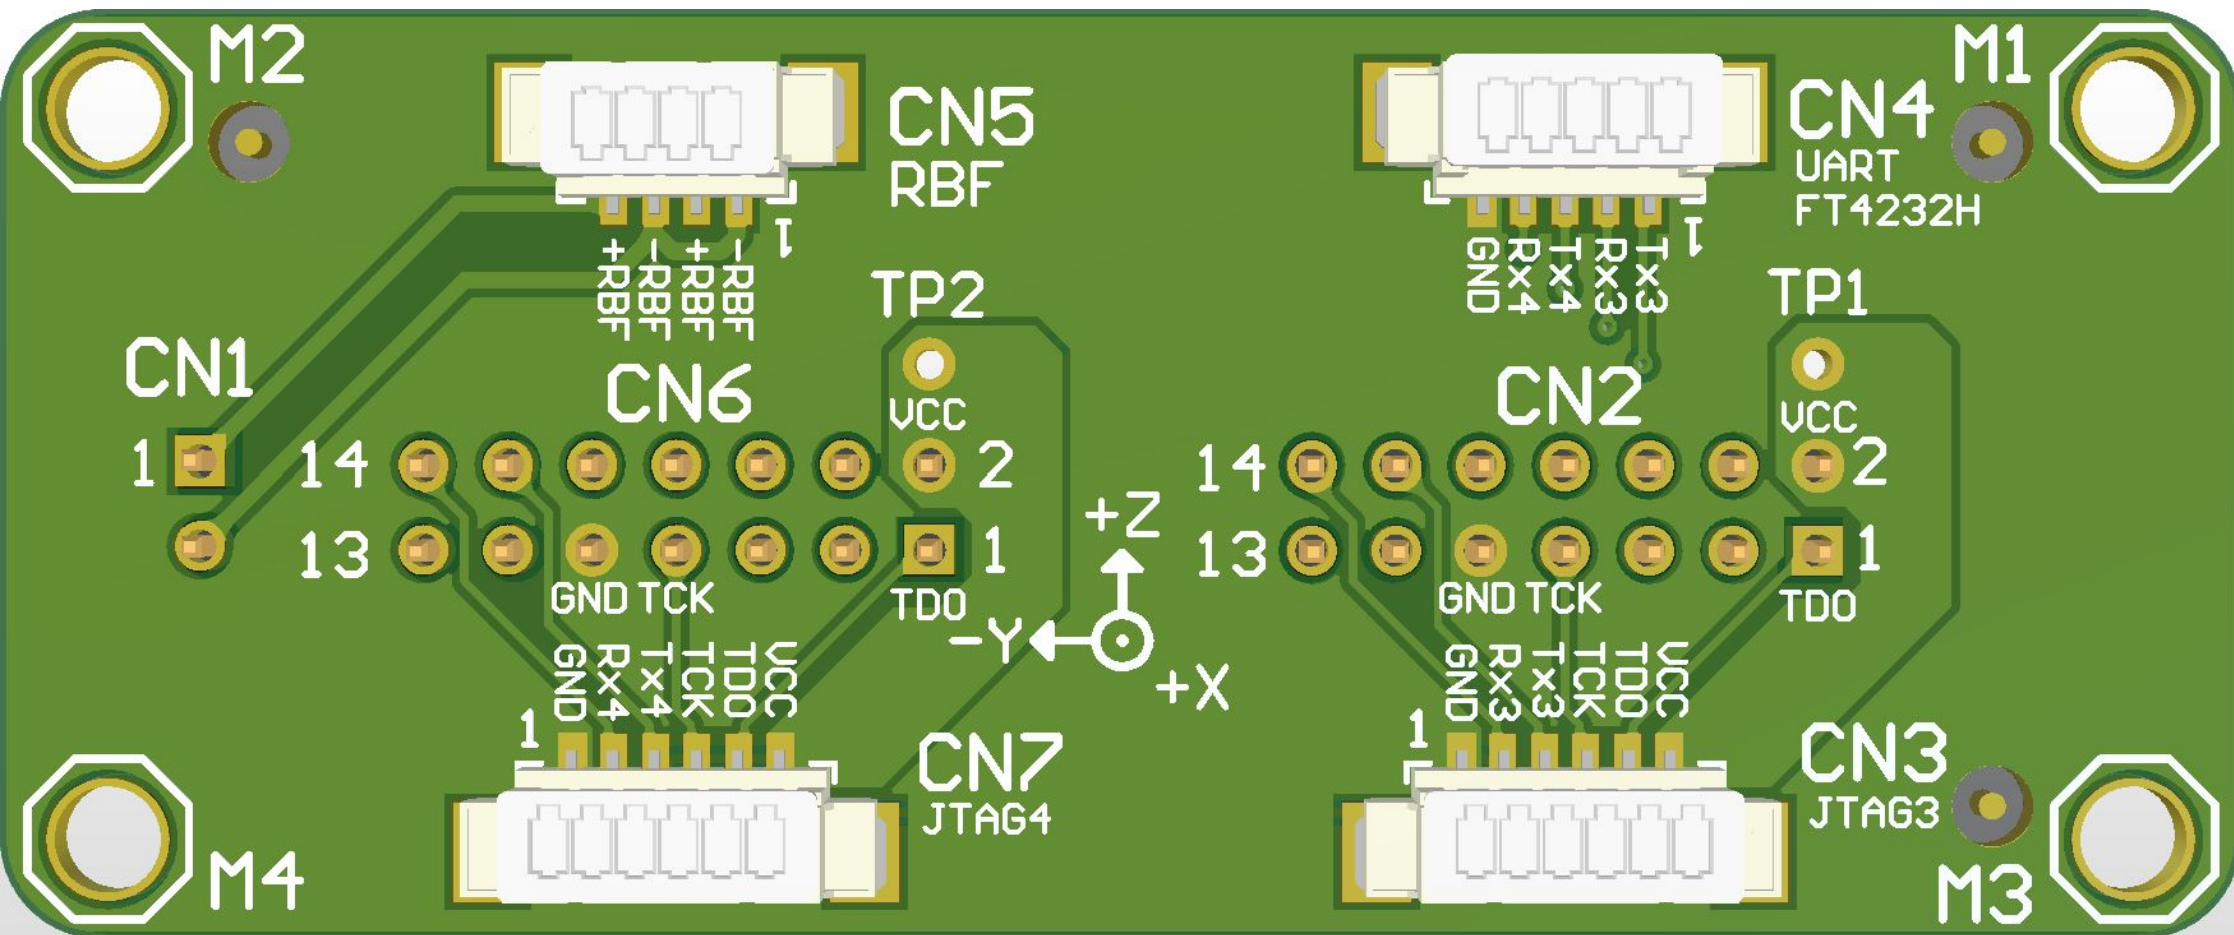 M2
M1
CN5
RBF
CN4
UART
FT4232H
1
+RBF
-RBF
+RBF
-RBF
1
GND
Rx4
Tx4
Rx3
Tx3
TP2
TP1
CN1
CN6
CN2
VCC
VCC
1
14
2
14
2
13
1
13
1
GND TCK
TDO
GND TCK
TDO
+Z
-Y
+X
GND
Rx4
Tx4
TCK
TDO
VCC
GND
Rx3
Tx3
TCK
TDO
VCC
1
1
CN7
JTAG4
CN3
JTAG3
M4
M3